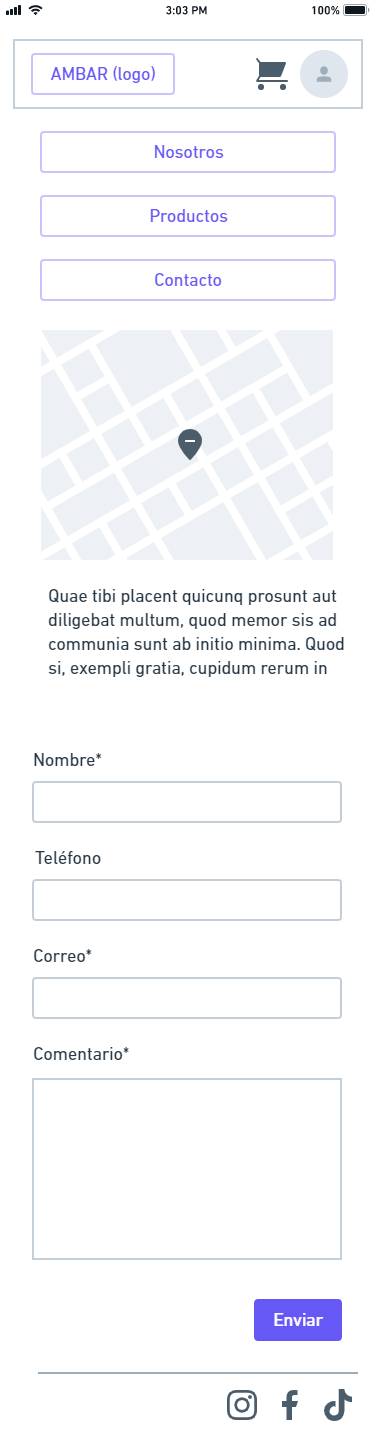 3:03 PM
100%
AMBAR (logo)
Nosotros
Productos
Contacto
Quae tibi placent quicunq prosunt aut
diligebat multum, quod memor sis ad
communia sunt ab initio minima. Quod
si, exempli gratia, cupidum rerum in
Nombre*
Teléfono
Correo*
Comentario*
Enviar